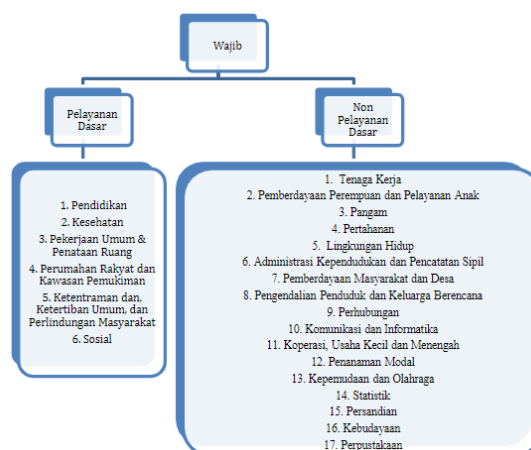 Wajib
Pelayanan
Dasar
Non
Pelayanan
Dasar
1. Pendidikan
2. Kesehatan
3. Pekerjaan Umum &
Penataan Ruang
4. Perumahan Rakyat dan
Kawasan Pemukiman
5. Ketentraman dan,
Ketertiban Umum, dan
Perlindungan Masyarakat
6. Sosial
1. Tenaga Kerja
2. Pemberdayaan Perempuan dan Pelayanan Anak
3. Pangam
4. Pertahanan
5. Lingkungan Hidup
6. Administrasi Kependudukan dan Pencatatan Sipil
7. Pemberdayaan Masyarakat dan Desa
8. Pengendalian Penduduk dan Keluarga Berencana
9. Perhubungan
10. Komunikasi dan Informatika
11. Koperasi, Usaha Kecil dan Menengah
12. Penanaman Modal
13. Kepemudaan dan Olahraga
14. Statistik
15. Persandian
16. Kebudayaan
17. Perpustakaan